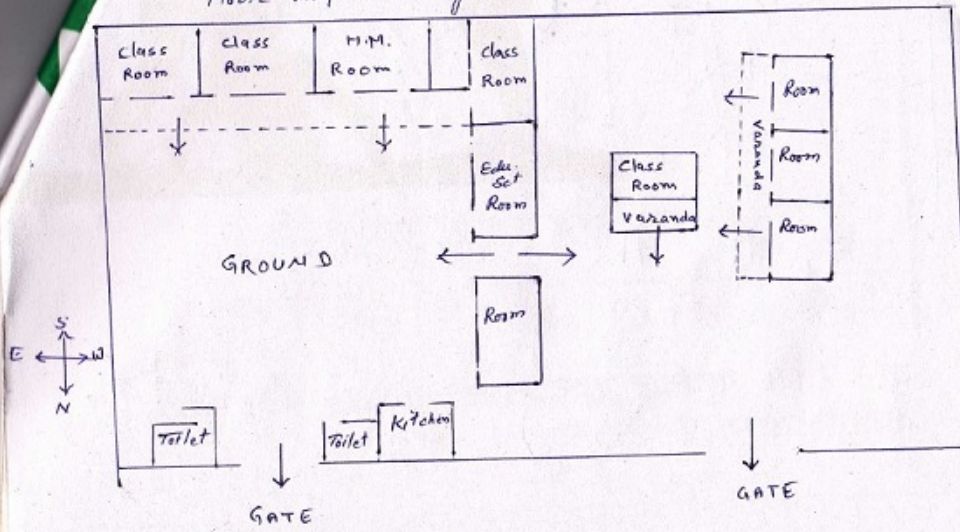 Class
Room
Class
Room
M.M.
Room
Class
Room
Edu.
Sct
Room
Class
Room
Varanda
Varanda
Room
Room
Room
GROUND
Room
S
E
W
N
Toilet
Toilet
Kitchen
GATE
GATE